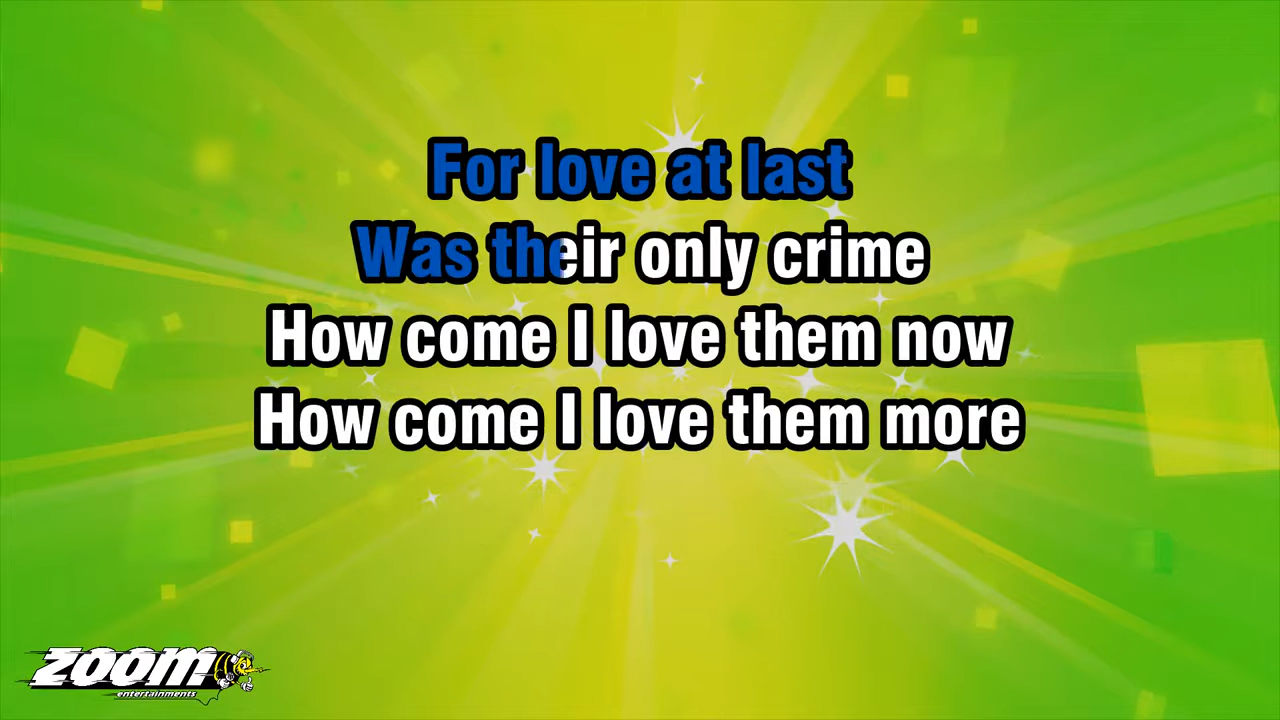 For love at last
Was their only crime
How come I love them now
How come I love them more
zoom
entertainments